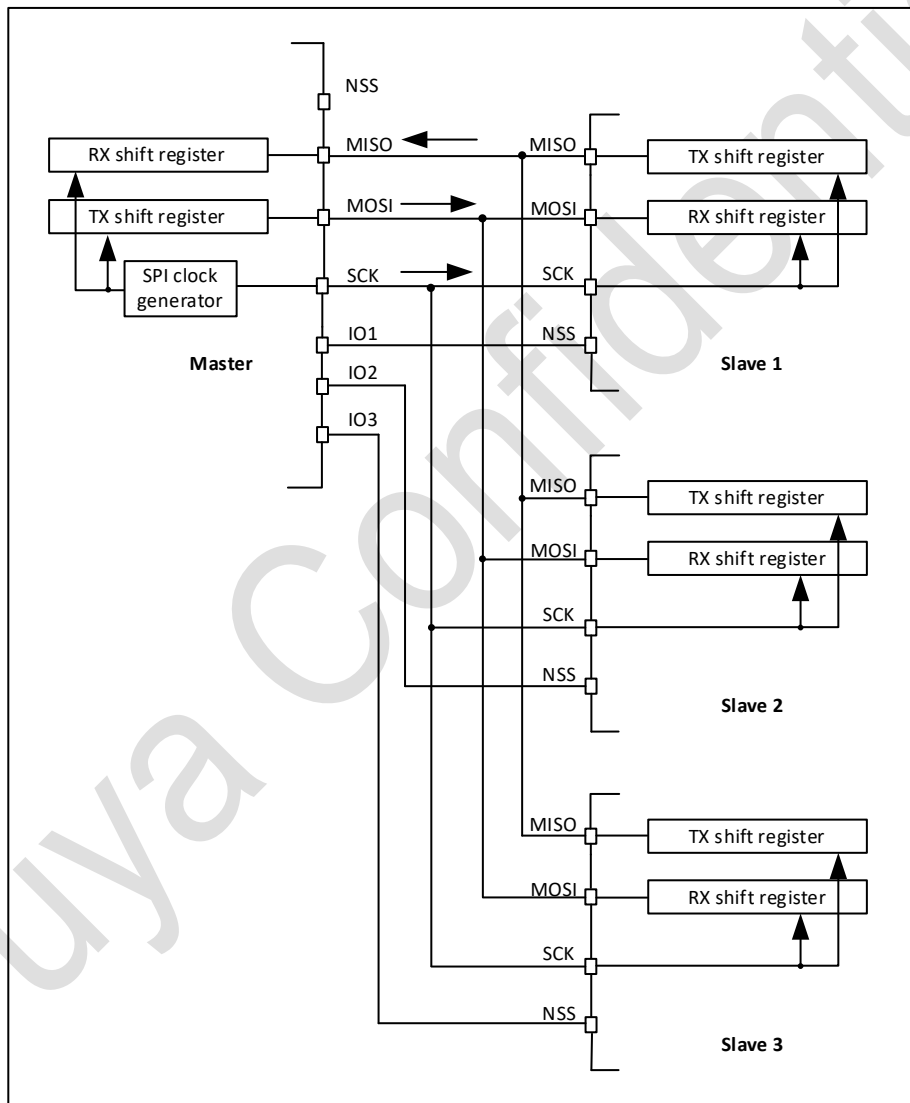 NSS
MISO
RX shift register
MOSI
TX shift register
SCK
SPI clock
generator
IO1
IO2
IO3
Master
MISO
TX shift register
MOSI
RX shift register
SCK
NSS
Slave 1
MISO
TX shift register
MOSI
RX shift register
SCK
NSS
Slave 2
MISO
TX shift register
MOSI
RX shift register
SCK
NSS
Slave 3
uya Confidenti